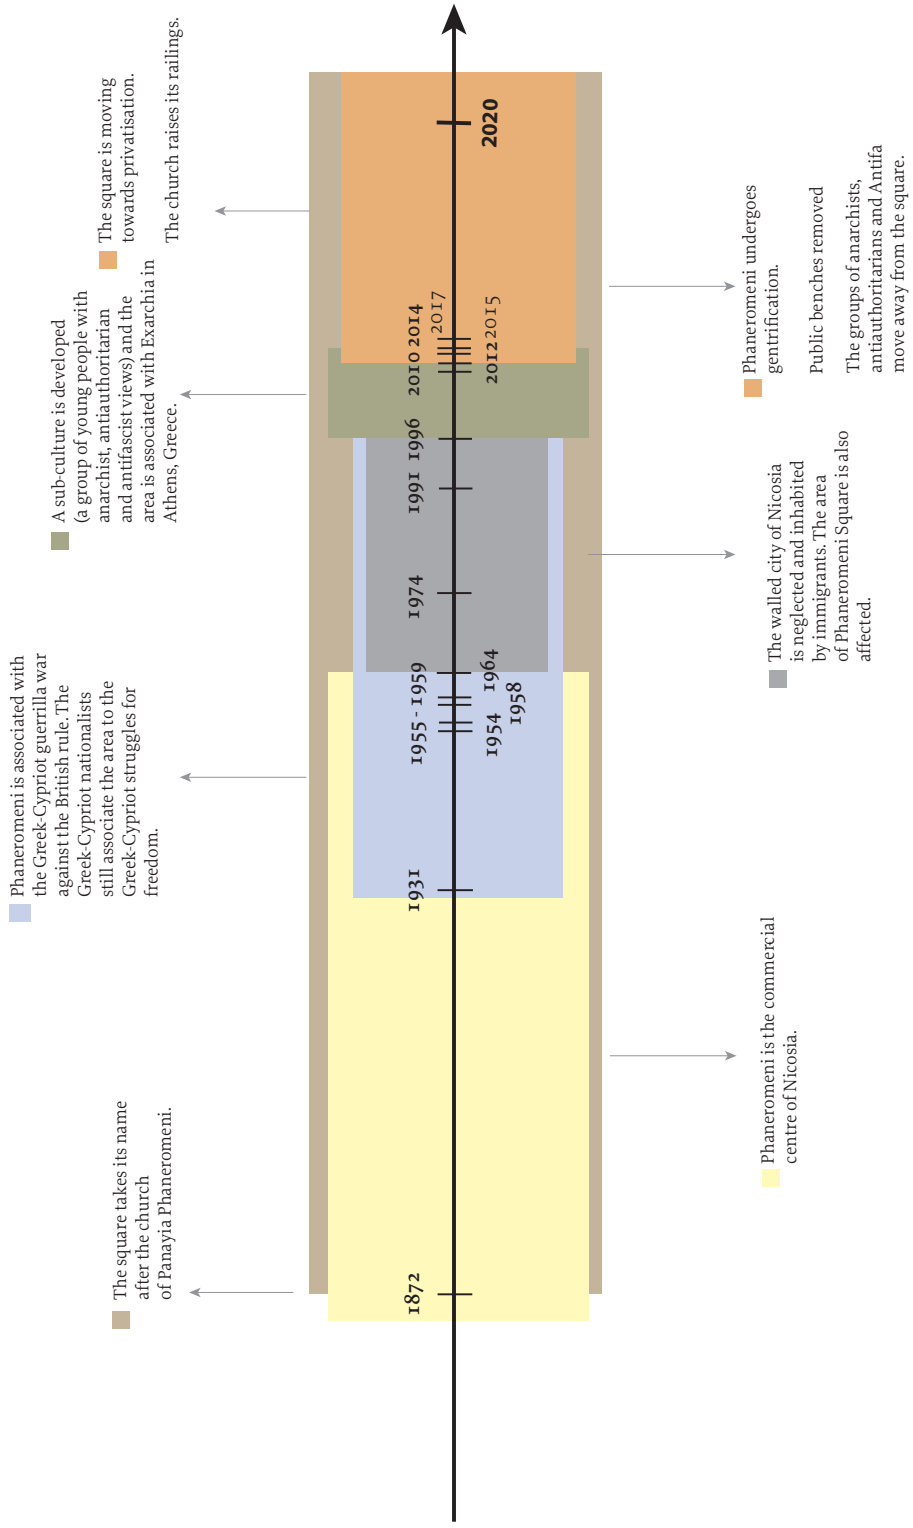 The square takes its name
after the church
of Panayia Phaneromeni.
Phaneromeni is associated with
the Greek-Cypriot guerrilla war
against the British rule. The
Greek-Cypriot nationalists
still associate the area to the
Greek-Cypriot struggles for
freedom.
A sub-culture is developed
(a group of young people with
anarchist, antiauthoritarian
and antifascist views) and the
area is associated with Exarchia in
Athens, Greece.
The square is moving
towards privatisation.
The church raises its railings.
1872
1931
1955 - 1959
1974
1991
1996
2010
2014
2017
1954
1958
1964
2012
2015
2020
Phaneromeni is the commercial
centre of Nicosia.
The walled city of Nicosia
is neglected and inhabited
by immigrants. The area
of Phaneromeni Square is also
affected.
Phaneromeni undergoes
gentrification.
Public benches removed
The groups of anarchists,
antiauthoritarians and Antifa
move away from the square.